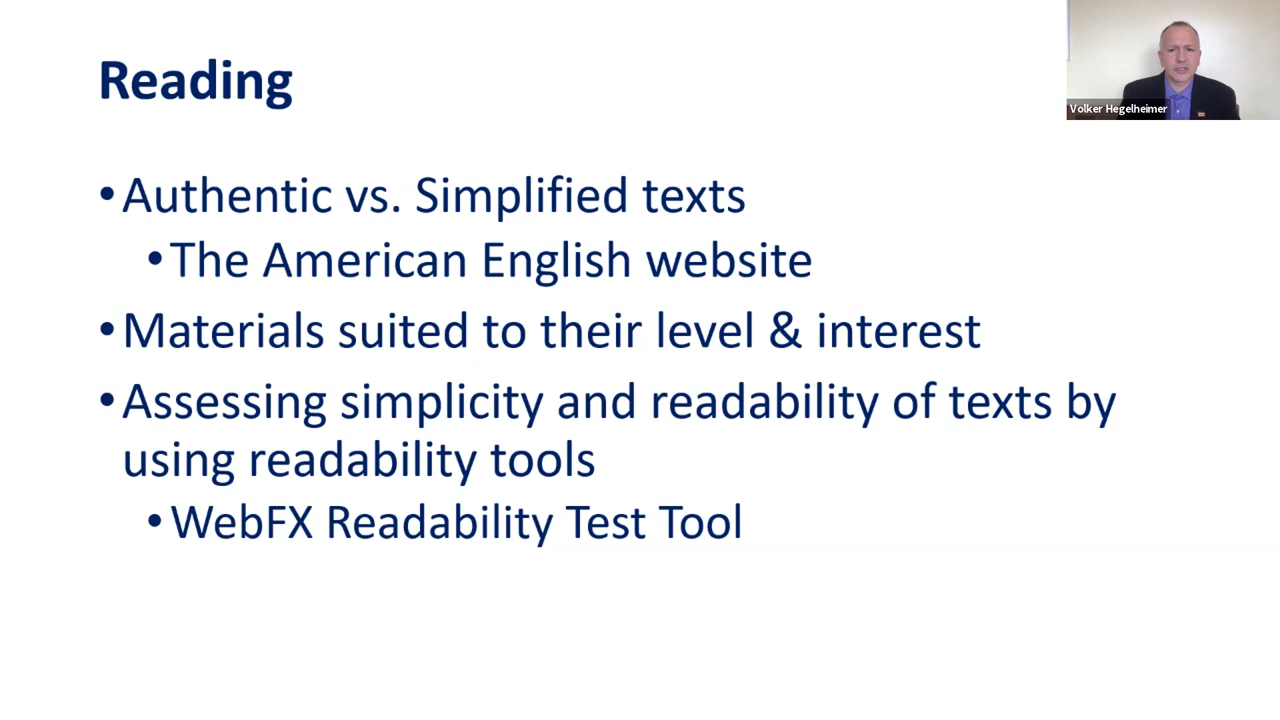 Reading
Volker Hegelheimer
•Authentic vs. Simplified texts
•The American English website
•Materials suited to their level & interest
•Assessing simplicity and readability of texts by
using readability tools
•WebFX Readability Test Tool